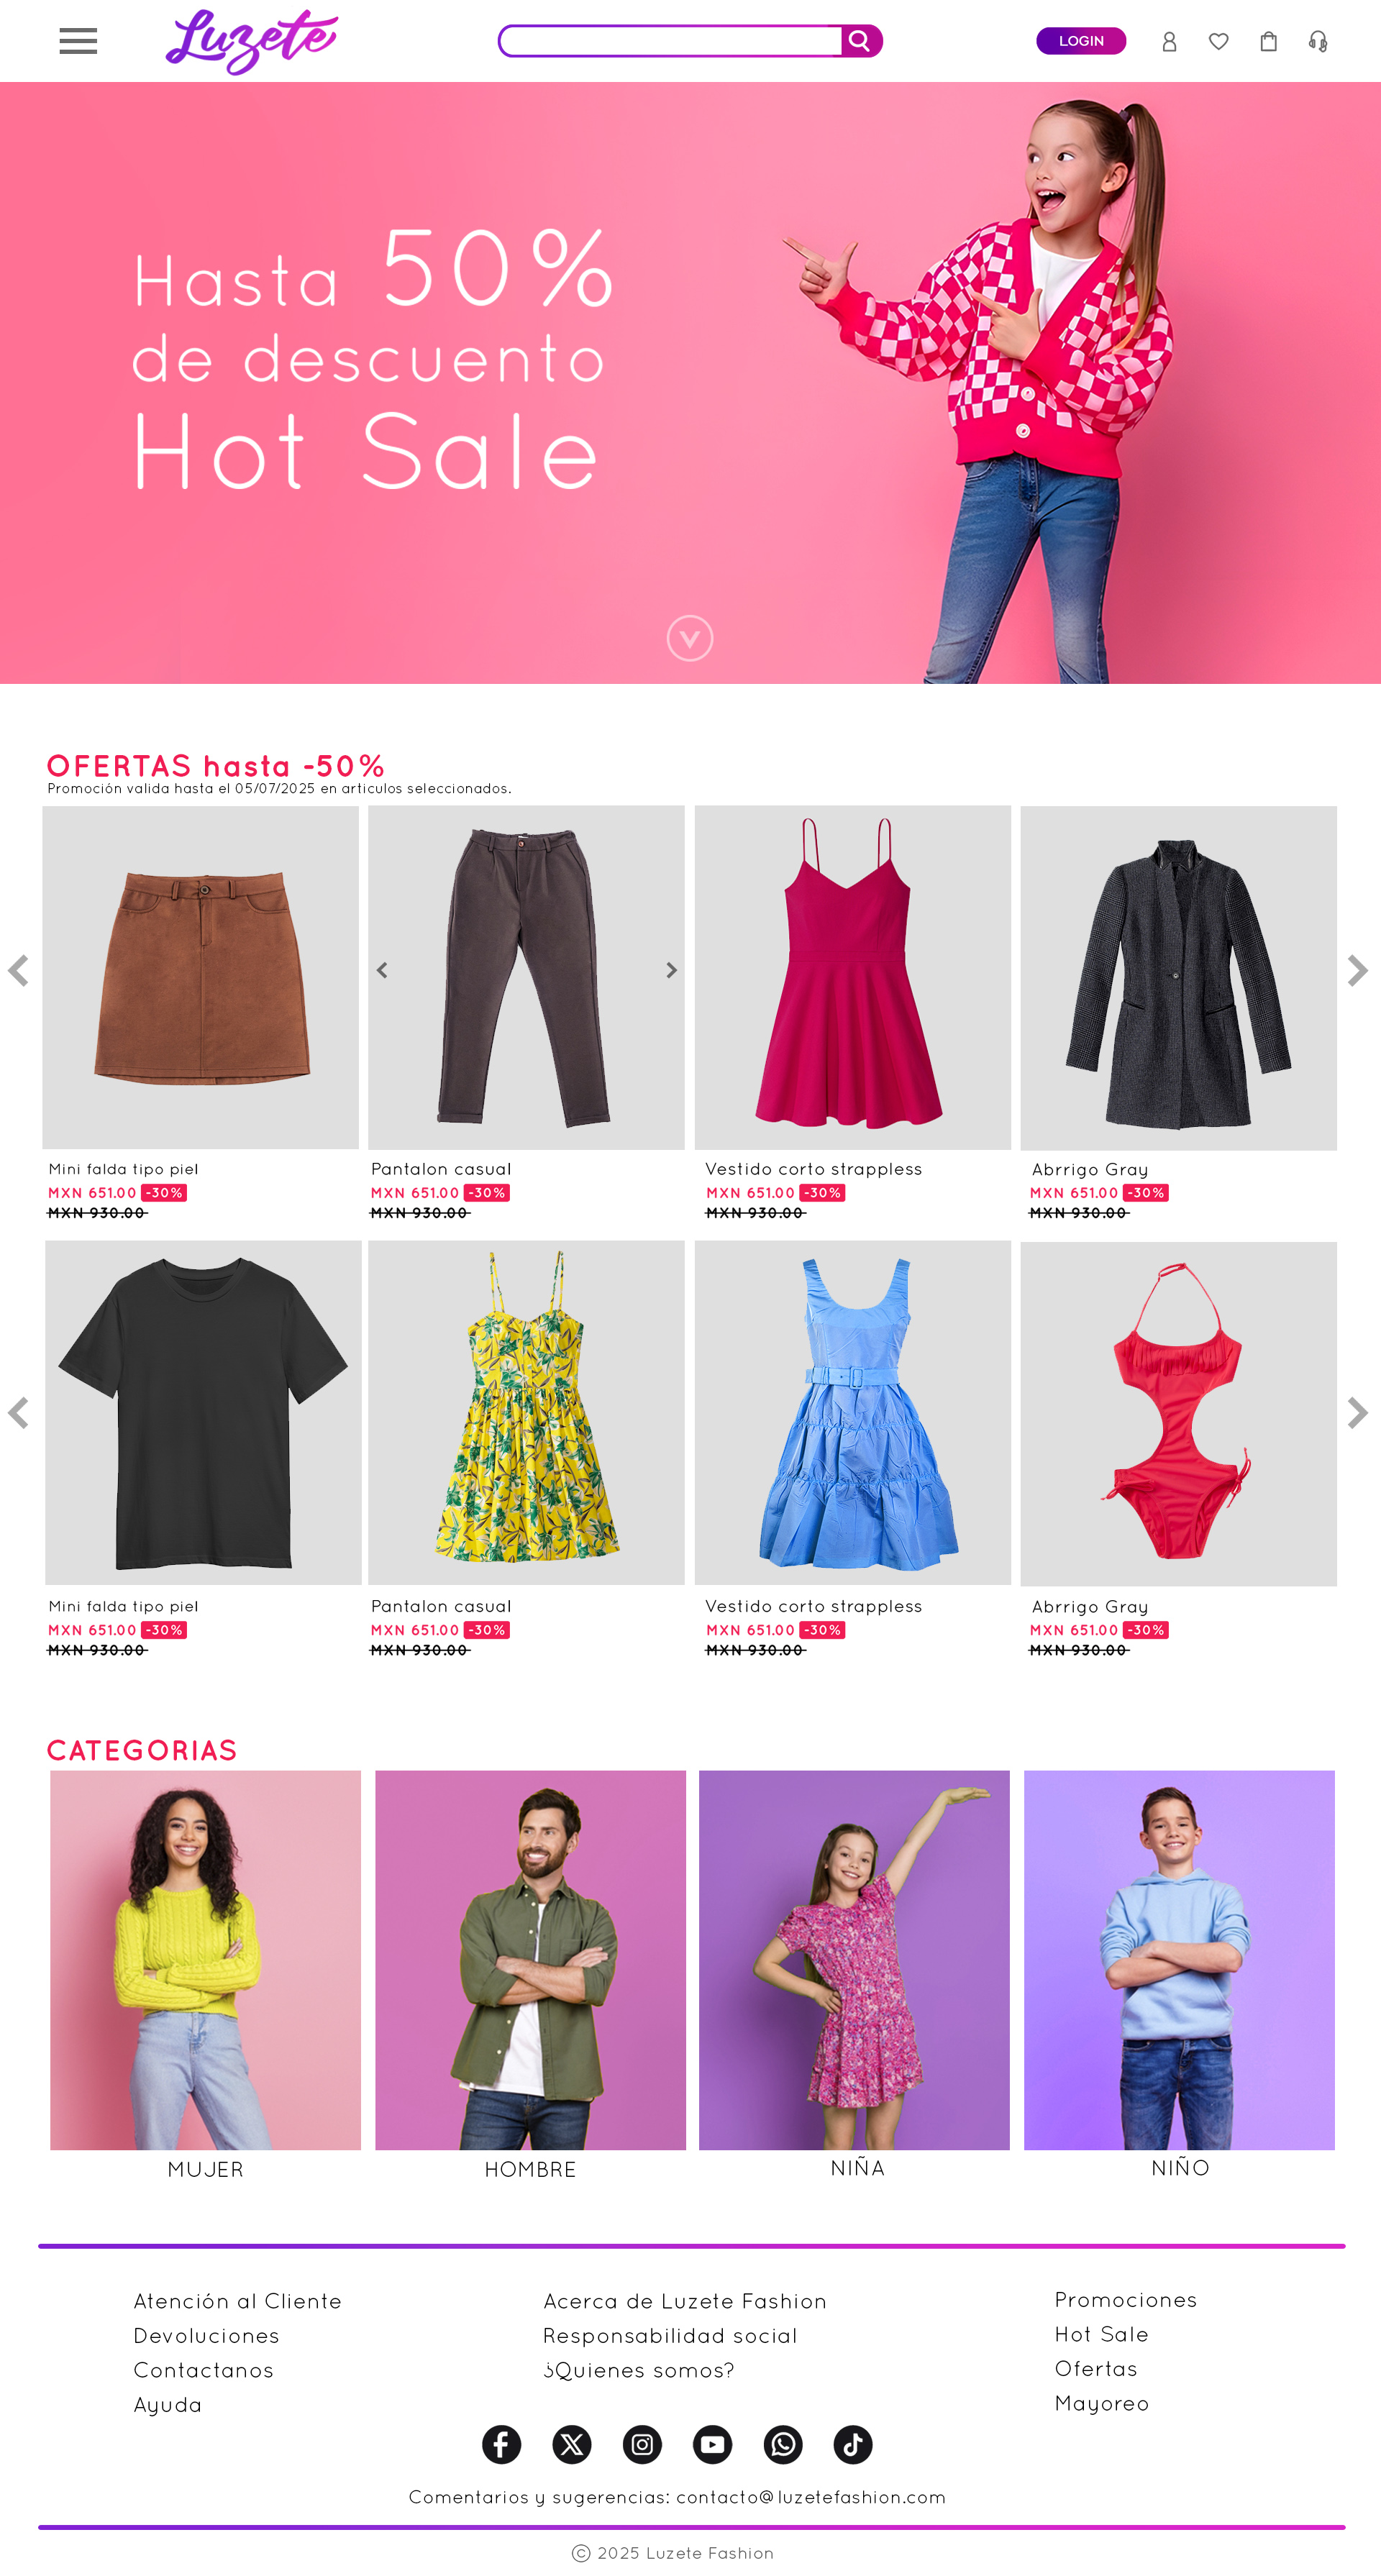 Luzete
LOGIN
Hasta 50%
de descuento
Hot Sale
OFERTAS hasta -50%
Promoción valida hasta el 05/07/2025 en articulos seleccionados.
Mini falda tipo piel
MXN 651.00 -30%
MXN 930.00
Pantalon casual
MXN 651.00 -30%
MXN 930.00
Vestido corto strappless
MXN 651.00 -30%
MXN 930.00
Abrrigo Gray
MXN 651.00 -30%
MXN 930.00
Mini falda tipo piel
MXN 651.00 -30%
MXN 930.00
Pantalon casual
MXN 651.00 -30%
MXN 930.00
Vestido corto strappless
MXN 651.00 -30%
MXN 930.00
Abrrigo Gray
MXN 651.00 -30%
MXN 930.00
CATEGORIAS
MUJER
HOMBRE
NIÑA
NIÑO
Atención al Cliente
Devoluciones
Contactanos
Ayuda
Acerca de Luzete Fashion
Responsabilidad social
¿Quienes somos?
Promociones
Hot Sale
Ofertas
Mayoreo
Comentarios y sugerencias: contacto@luzetefashion.com
© 2025 Luzete Fashion